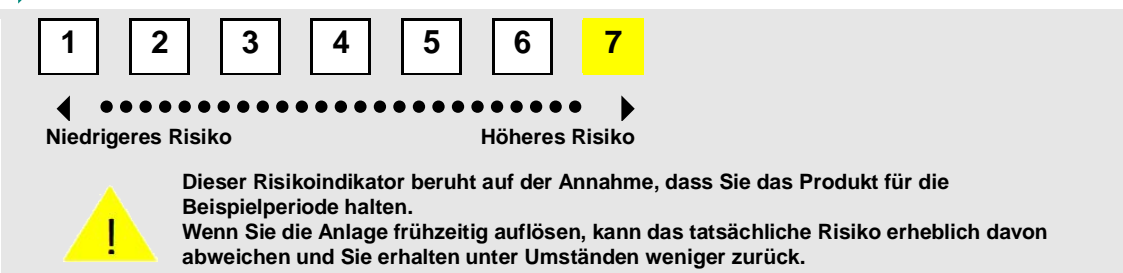 1 2 3 4 5 6 7
Niedrigeres Risiko Höheres Risiko
Dieser Risikoindikator beruht auf der Annahme, dass Sie das Produkt für die
Beispielperiode halten.
! Wenn Sie die Anlage frühzeitig auflösen, kann das tatsächliche Risiko erheblich davon
abweichen und Sie erhalten unter Umständen weniger zurück.